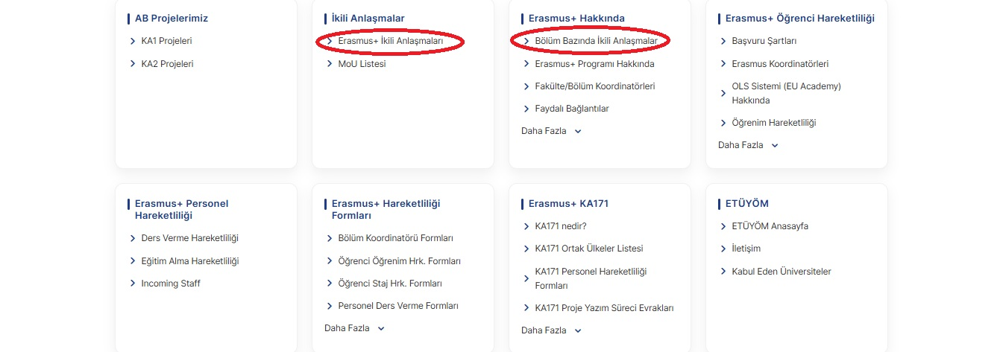 AB Projelerimiz
KA1 Projeleri
KA2 Projeleri
İkili Anlaşmalar
Erasmus+ İkili Anlaşmaları
MoU Listesi
Erasmus+ Hakkında
Bölüm Bazında İkili Anlaşmalar
Erasmus+ Programı Hakkında
Fakülte/Bölüm Koordinatörleri
Faydalı Bağlantılar
Daha Fazla
Erasmus+ Öğrenci Hareketliliği
Başvuru Şartları
Erasmus Koordinatörleri
OLS Sistemi (EU Academy)
Hakkında
Öğrenim Hareketliliği
Daha Fazla
Erasmus+ Personel
Hareketliliği
Ders Verme Hareketliliği
Eğitim Alma Hareketliliği
Incoming Staff
Erasmus+ Hareketliliği
Formları
Bölüm Koordinatörü Formları
Öğrenci Öğrenim Hrk. Formları
Öğrenci Staj Hrk. Formları
Personel Ders Verme Formları
Daha Fazla
Erasmus+ KA171
KA171 nedir?
KA171 Ortak Ülkeler Listesi
KA171 Personel Hareketliliği
Formları
KA171 Proje Yazım Süreci Evrakları
Daha Fazla
ETÜYÖM
ETÜYÖM Anasayfa
İletişim
Kabul Eden Üniversiteler